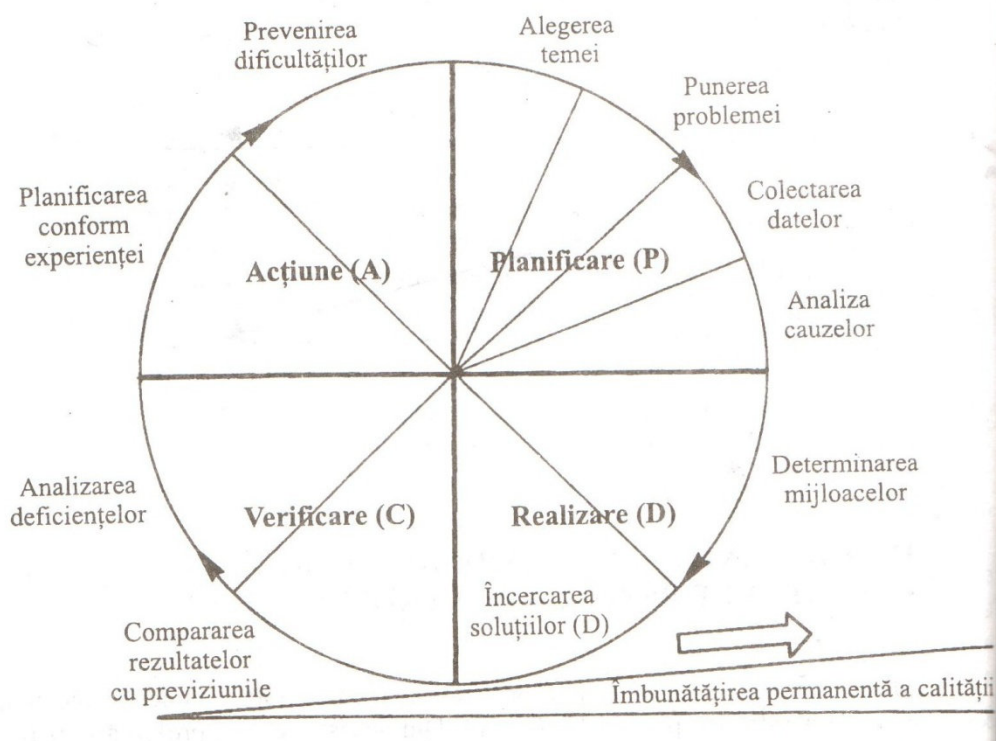 Prevenirea
dificultăților
Alegerea
temei
Punerea
problemei
Colectarea
datelor
Analiza
cauzelor
Planificarea
conform
experienței
Acțiune (A)
Planificare (P)
Determinarea
mijloacelor
Analizarea
deficiențelor
Verificare (C)
Realizare (D)
Încercarea
soluțiilor (D)
Compararea
rezultatelor
cu previziunile
Îmbunătățirea permanentă a calității